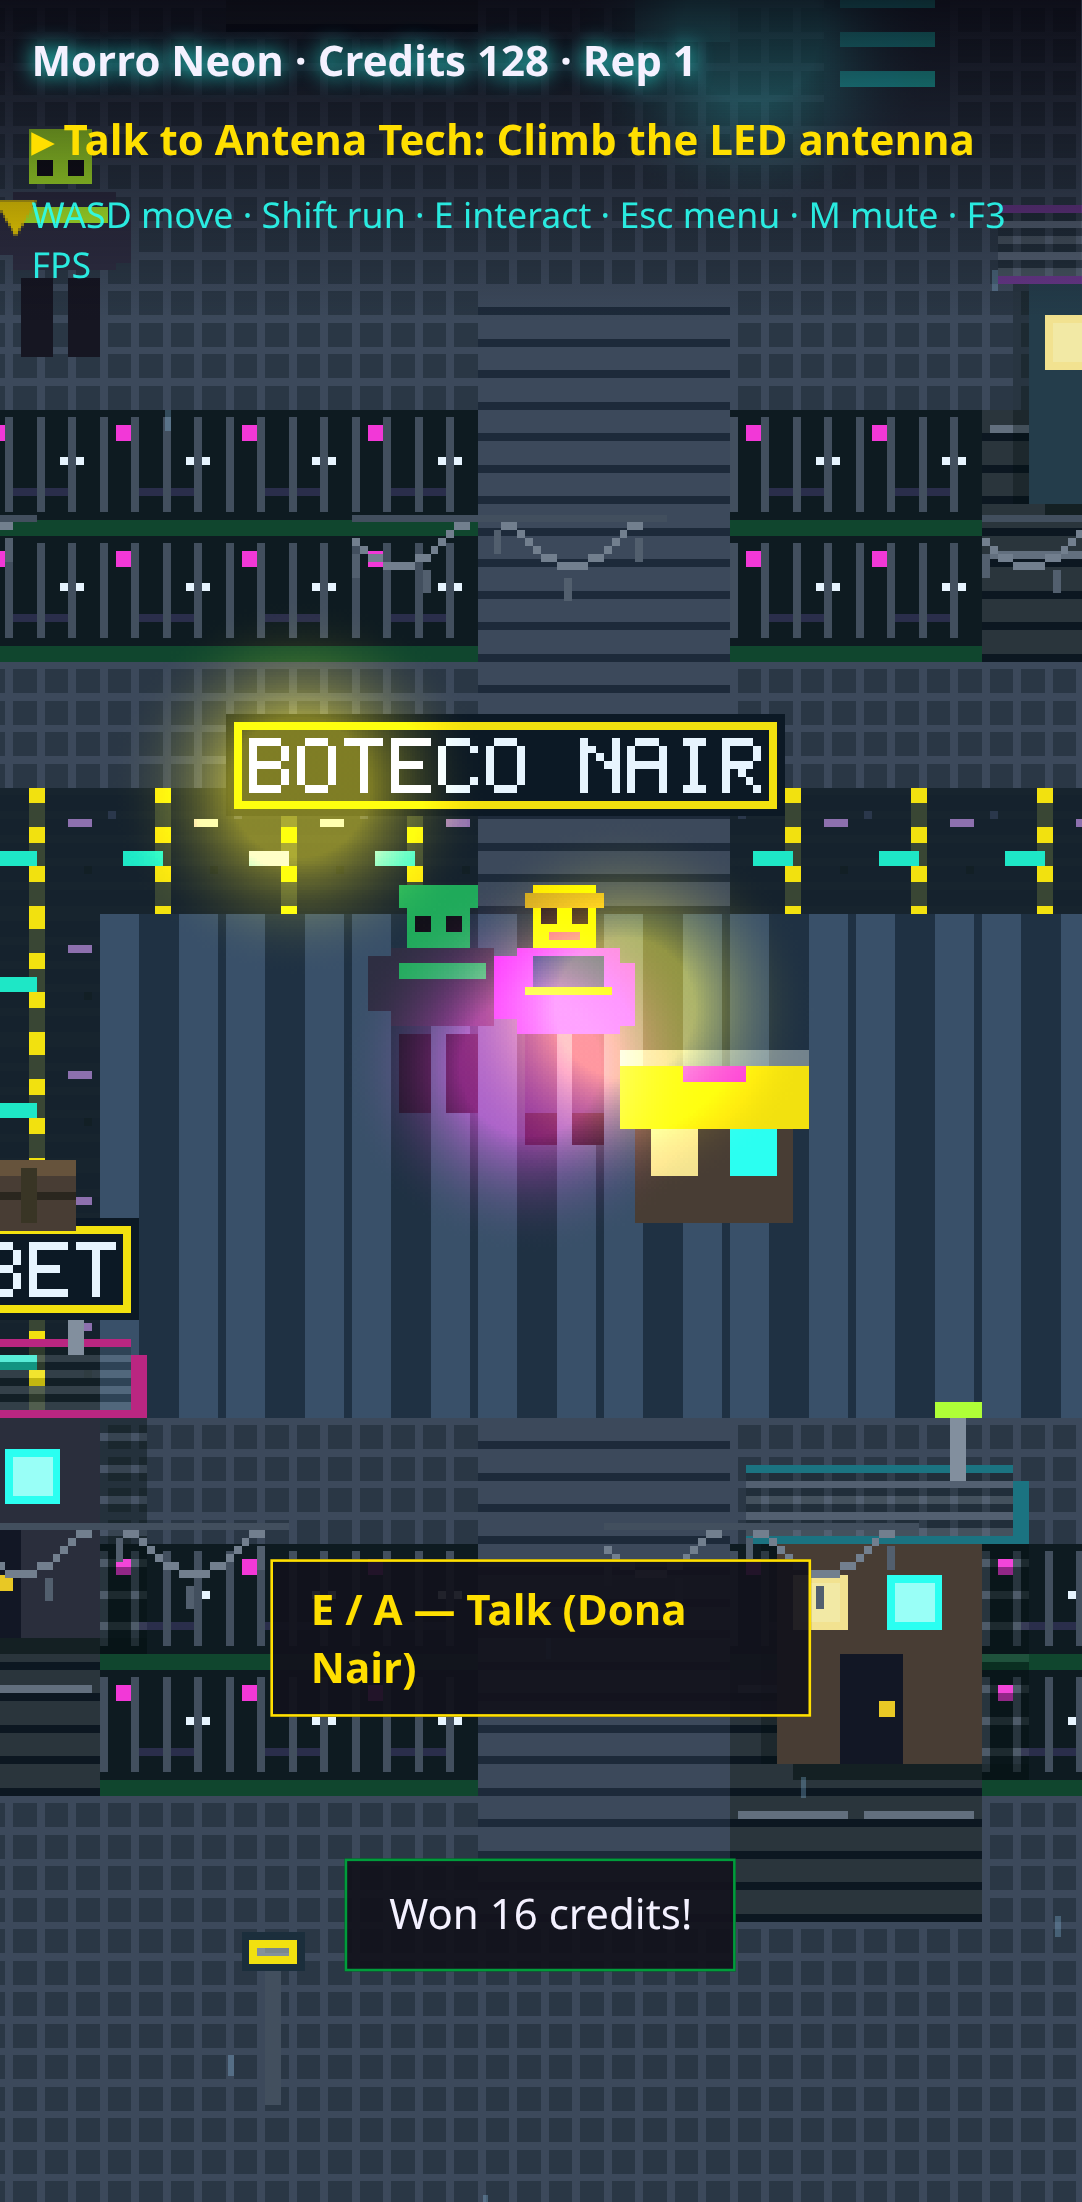 Morro Neon · Credits 128 · Rep 1
▸ Talk to Antena Tech: Climb the LED antenna
WASD move · Shift run · E interact · Esc menu · M mute · F3
FPS
BOTECO NAIR
BET
E / A — Talk (Dona
Nair)
Won 16 credits!